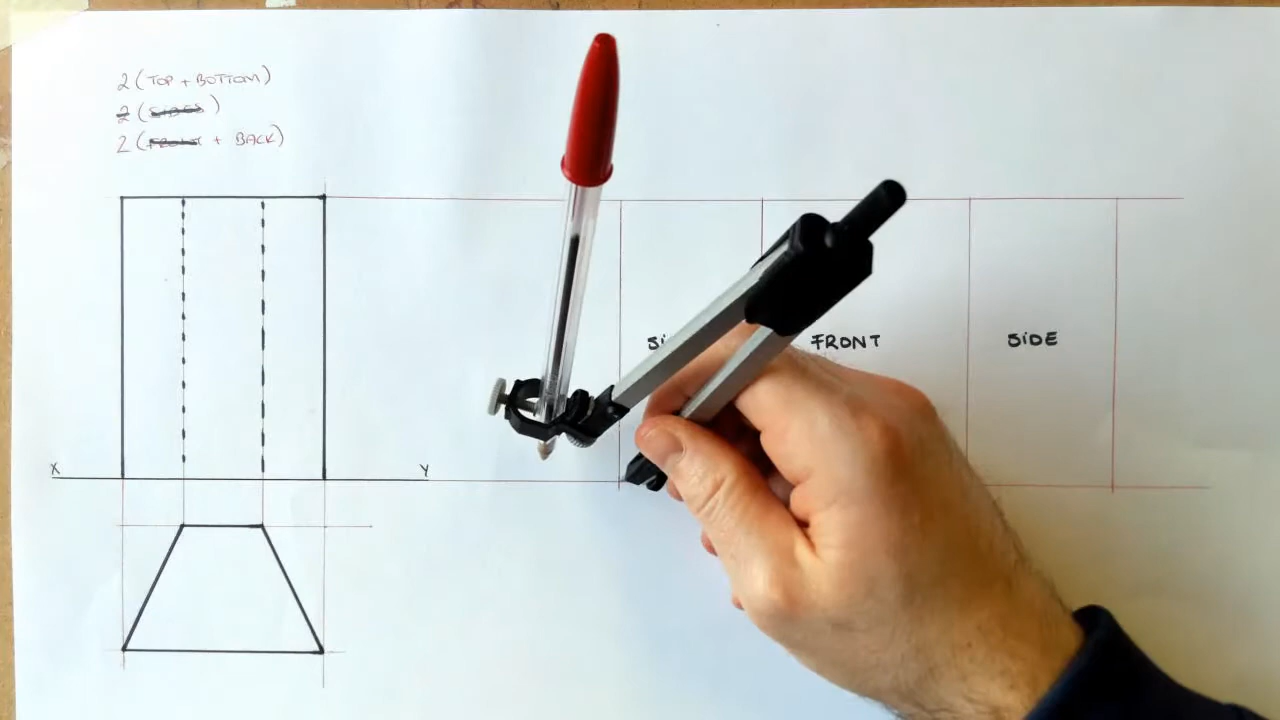 2 (TOP + BOTTOM)
2 (SIDES)
2 (FRONT + BACK)
FRONT
SIDE
X
Y